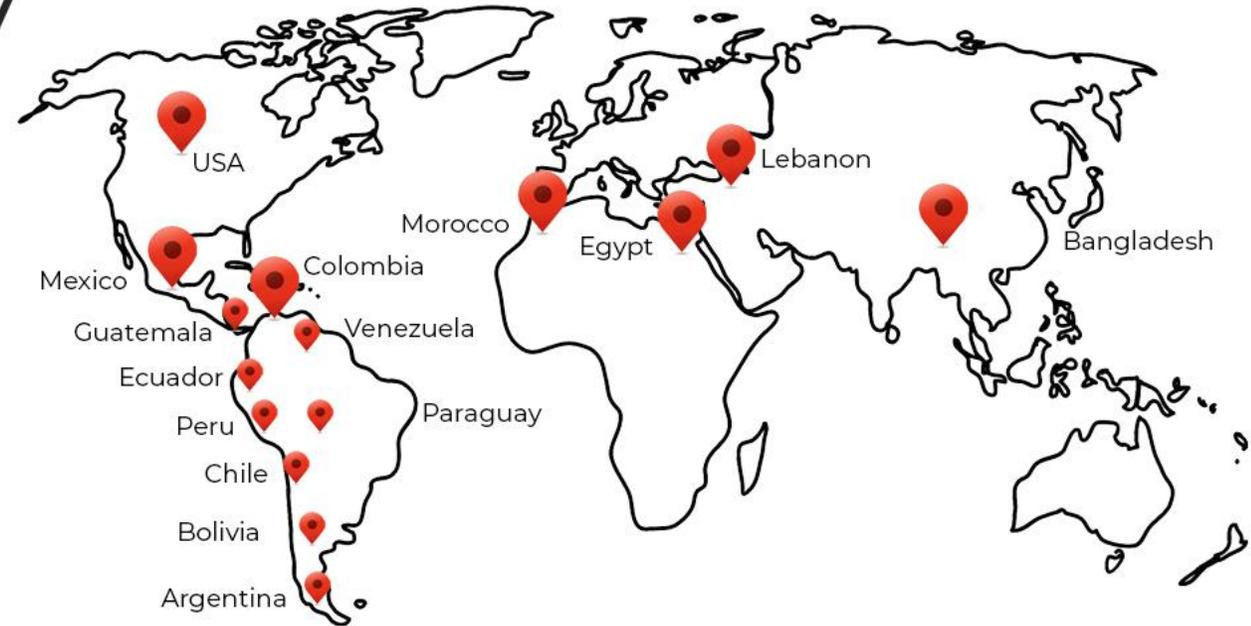 USA
Lebanon
Morocco
Egypt
Bangladesh
Mexico
Colombia
Guatemala
Venezuela
Ecuador
Paraguay
Peru
Chile
Bolivia
Argentina